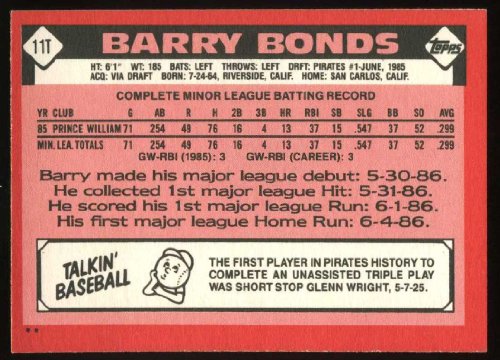 11T
BARRY BONDS
Topps
HT: 6'1" WT: 185 BATS: LEFT THROWS: LEFT DRFT: PIRATES #1-JUNE, 1985
ACQ: VIA DRAFT BORN: 7-24-64, RIVERSIDE, CALIF. HOME: SAN CARLOS, CALIF.
COMPLETE MINOR LEAGUE BATTING RECORD
YR CLUB G AB R H 2B 3B HR RBI SB SLG BB SO AVG
85 PRINCE WILLIAM 71 254 49 76 16 4 13 37 15 .547 37 52 .299
MIN. LEA. TOTALS 71 254 49 76 16 4 13 37 15 .547 37 52 .299
GW-RBI (1985): 3 GW-RBI (CAREER): 3
Barry made his major league debut: 5-30-86.
He collected 1st major league Hit: 5-31-86.
He scored his 1st major league Run: 6-1-86.
His first major league Home Run: 6-4-86.
TALKIN'
BASEBALL
THE FIRST PLAYER IN PIRATES HISTORY TO
COMPLETE AN UNASSISTED TRIPLE PLAY
WAS SHORT STOP GLENN WRIGHT,
5-7-25.
**